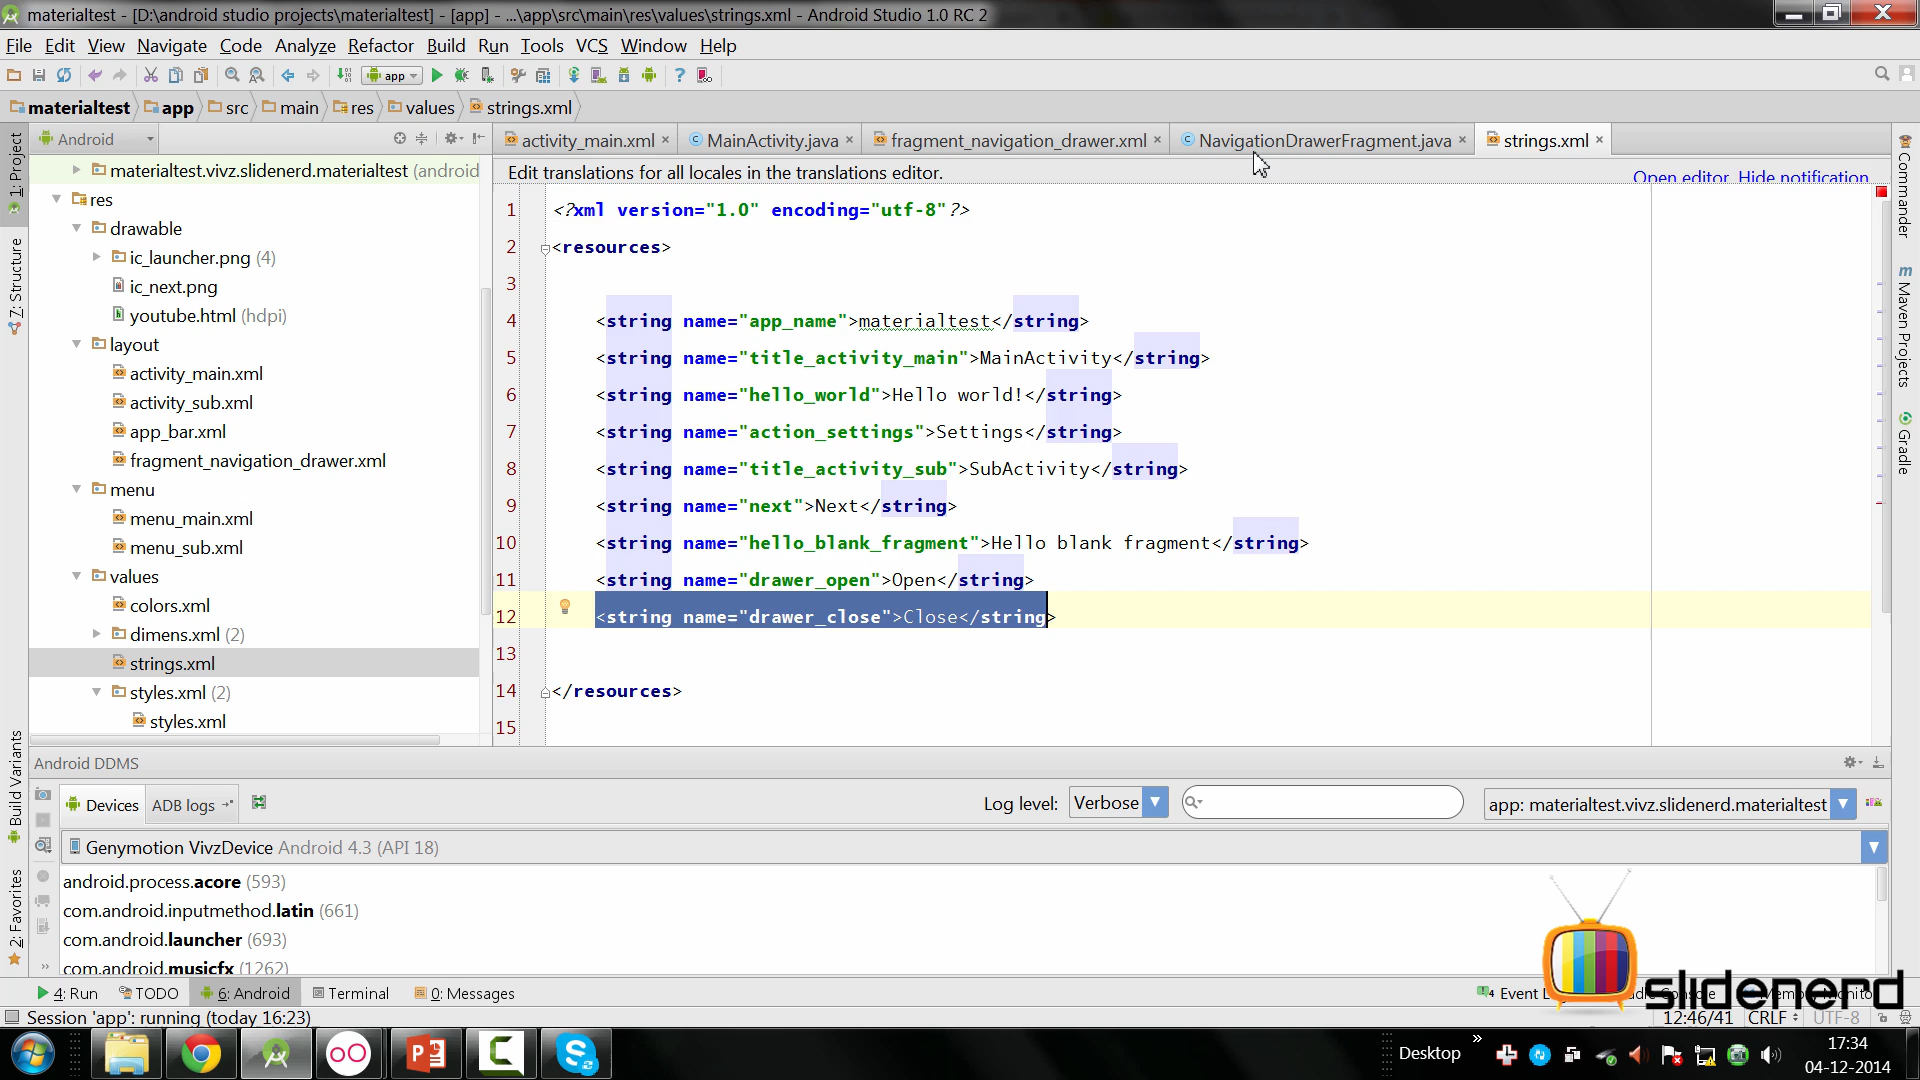 materialtest - [D:\android studio projects\materialtest] - [app] - ...\app\src\main\res\values\strings.xml - Android Studio 1.0 RC 2
File Edit View Navigate Code Analyze Refactor Build Run Tools VCS Window Help
app
materialtest app src main res values strings.xml
Android
activity_main.xml MainActivity.java fragment_navigation_drawer.xml NavigationDrawerFragment.java strings.xml
Edit translations for all locales in the translations editor.
Open editor Hide notification
1: Project
7: Structure
Build Variants
2: Favorites
materialtest.vivz.slidenerd.materialtest (android
res
drawable
ic_launcher.png (4)
ic_next.png
youtube.html (hdpi)
layout
activity_main.xml
activity_sub.xml
app_bar.xml
fragment_navigation_drawer.xml
menu
menu_main.xml
menu_sub.xml
values
colors.xml
dimens.xml (2)
strings.xml
styles.xml (2)
styles.xml
1 <?xml version="1.0" encoding="utf-8"?>
2 <resources>
3
4 <string name="app_name">materialtest</string>
5 <string name="title_activity_main">MainActivity</string>
6 <string name="hello_world">Hello world!</string>
7 <string name="action_settings">Settings</string>
8 <string name="title_activity_sub">SubActivity</string>
9 <string name="next">Next</string>
10 <string name="hello_blank_fragment">Hello blank fragment</string>
11 <string name="drawer_open">Open</string>
12 <string name="drawer_close">Close</string>
13
14 </resources>
15
Commander
Maven Projects
Gradle
Android DDMS
Devices ADB logs
Log level: Verbose
app: materialtest.vivz.slidenerd.materialtest
Genymotion VivzDevice Android 4.3 (API 18)
android.process.acore (593)
com.android.inputmethod.latin (661)
com.android.launcher (693)
com.android.musicfx (1262)
4: Run TODO 6: Android Terminal 0: Messages
4 Event
slidenerd
Session 'app': running (today 16:23)
12:46/41 CRLF UTF-8
Desktop
17:34
04-12-2014